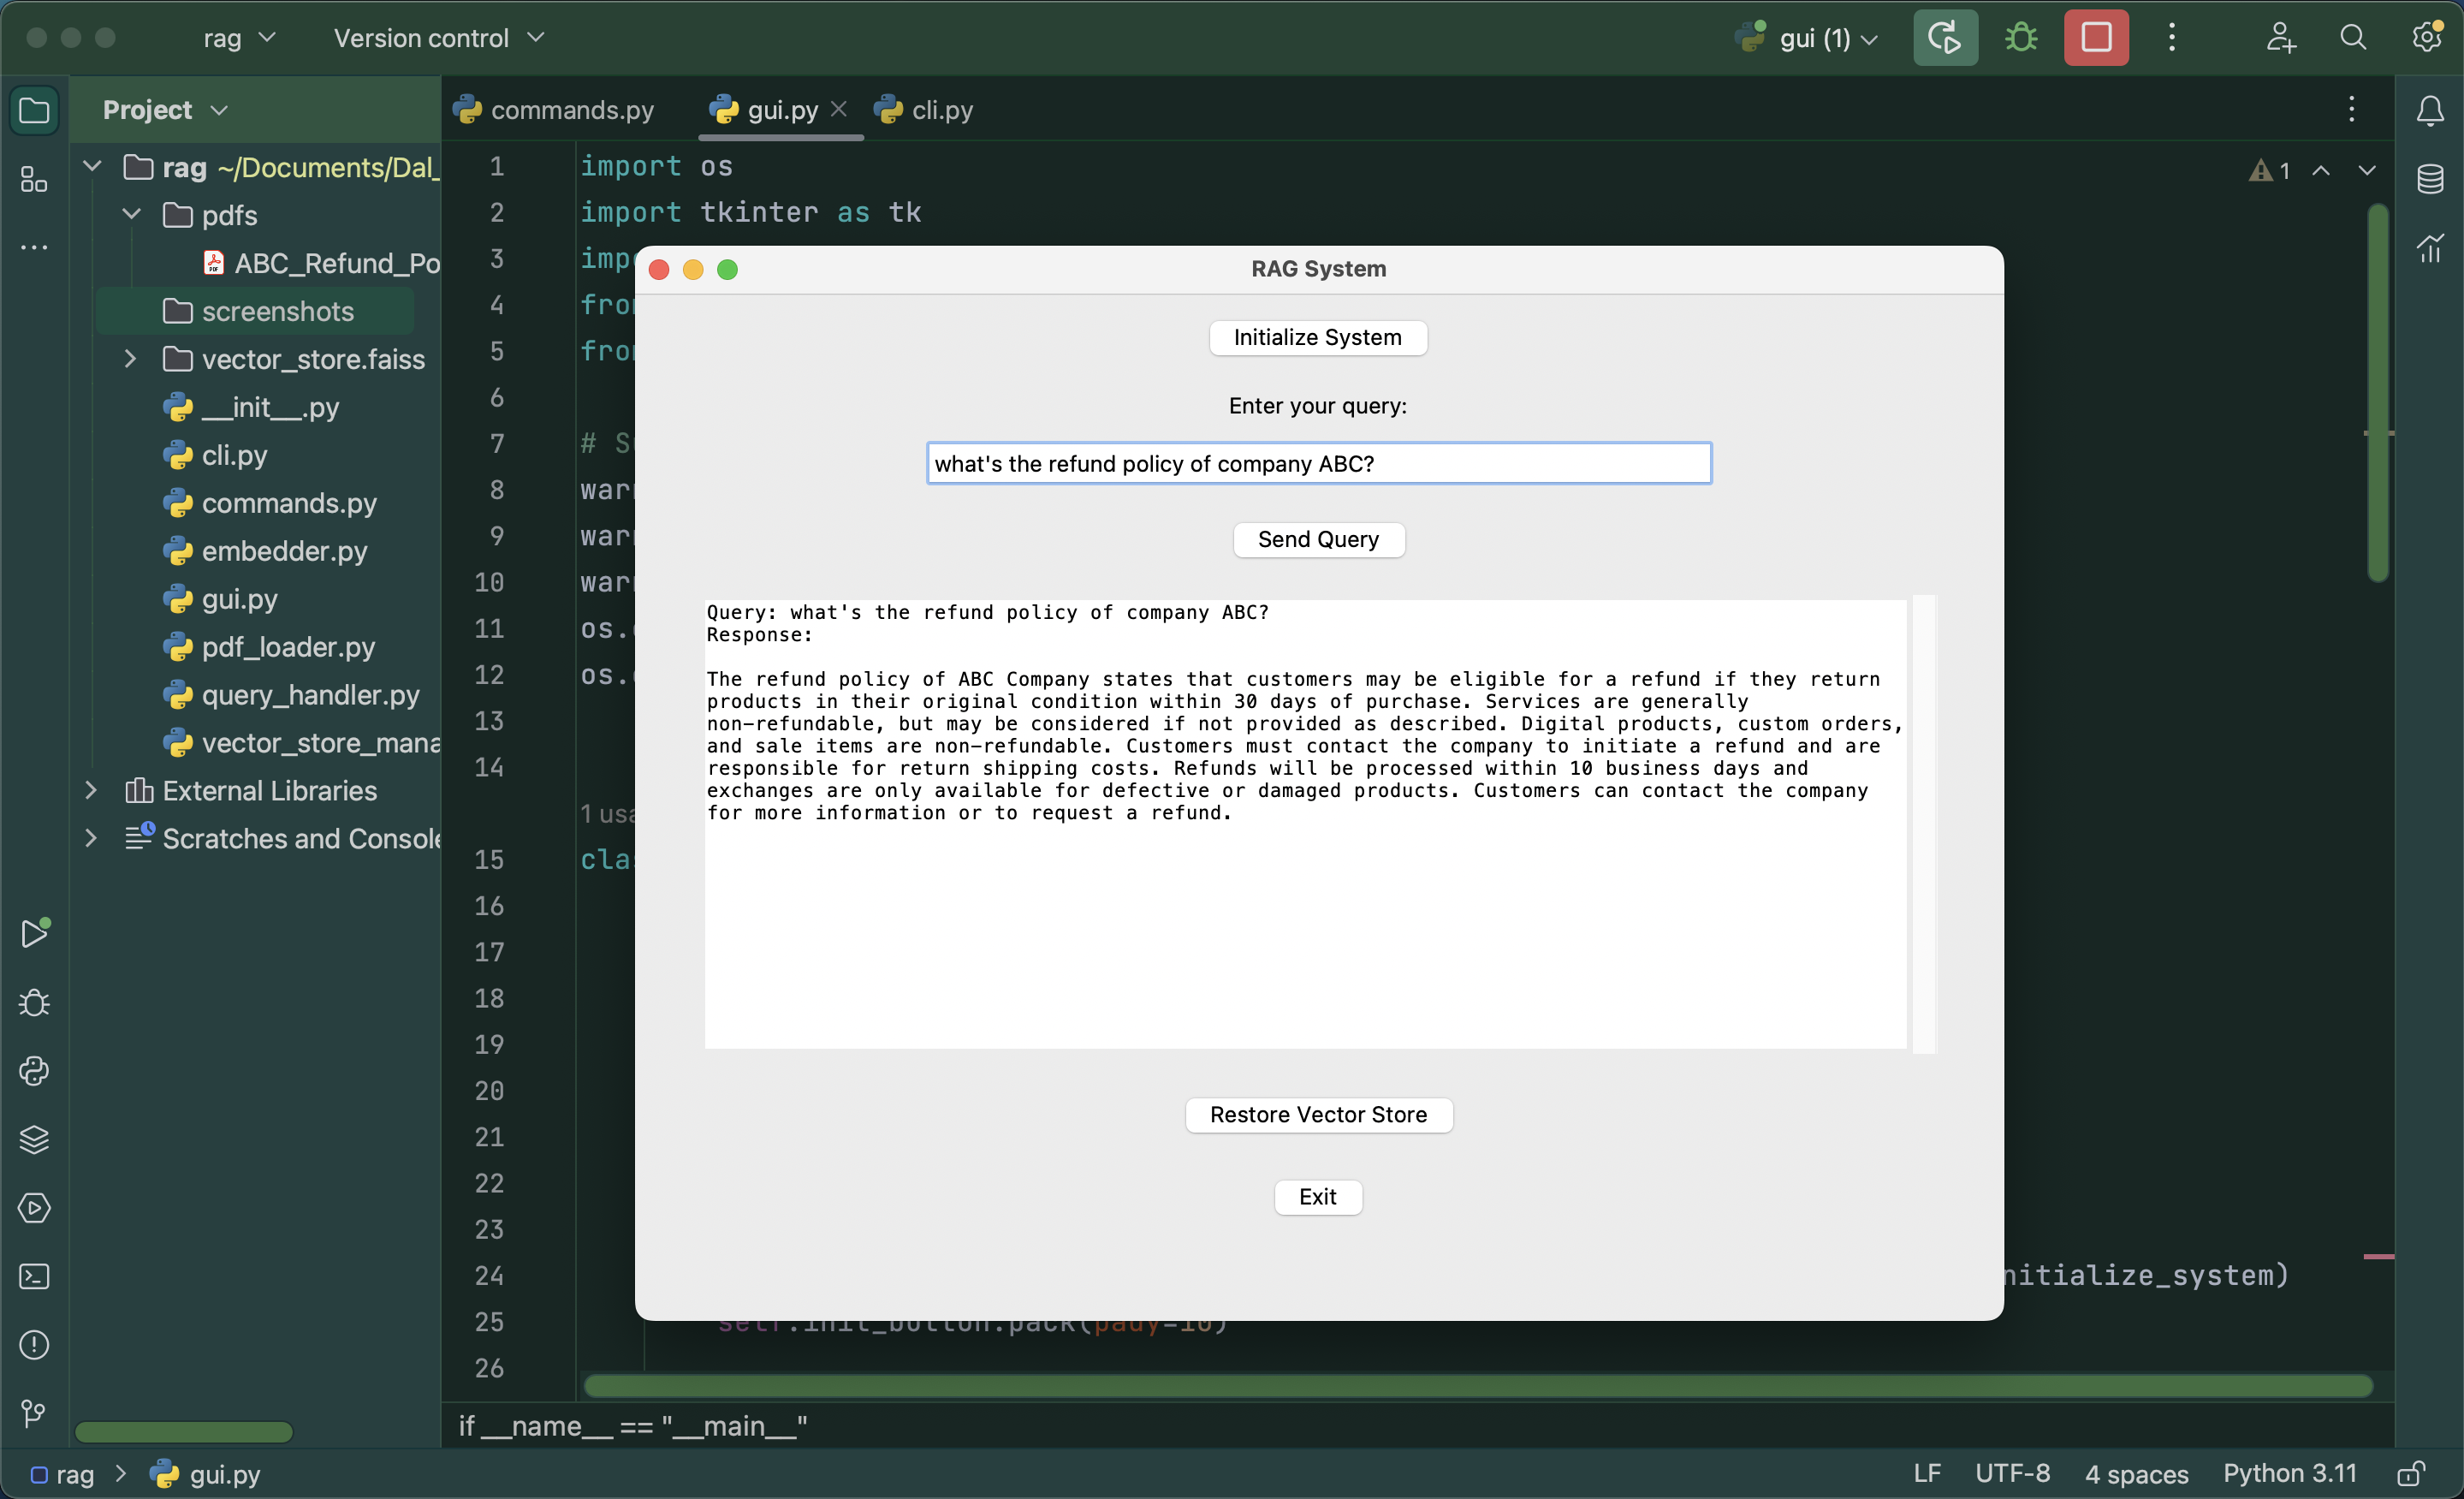 rag
Version control
gui (1)
Project
commands.py
gui.py
cli.py
rag ~/Documents/Dal_
pdfs
ABC_Refund_Po
screenshots
vector_store.faiss
__init__.py
cli.py
commands.py
embedder.py
gui.py
pdf_loader.py
query_handler.py
vector_store_mana
External Libraries
Scratches and Console
1
1 import os
2 import tkinter as tk
3 imp
4 fro
5 fro
6
7 # S
8 war
9 war
10 war
11 os.
12 os.
13
14
1 usa
15 clas
16
17
18
19
20
21
22
23
24 nitialize_system)
25 self.init_button.pack(pady=10)
26
RAG System
Initialize System
Enter your query:
what's the refund policy of company ABC?
Send Query
Query: what's the refund policy of company ABC?
Response:
The refund policy of ABC Company states that customers may be eligible for a refund if they return
products in their original condition within 30 days of purchase. Services are generally
non-refundable, but may be considered if not provided as described. Digital products, custom orders,
and sale items are non-refundable. Customers must contact the company to initiate a refund and are
responsible for return shipping costs. Refunds will be processed within 10 business days and
exchanges are only available for defective or damaged products. Customers can contact the company
for more information or to request a refund.
Restore Vector Store
Exit
if __name__ == "__main__"
rag > gui.py
LF UTF-8 4 spaces Python 3.11